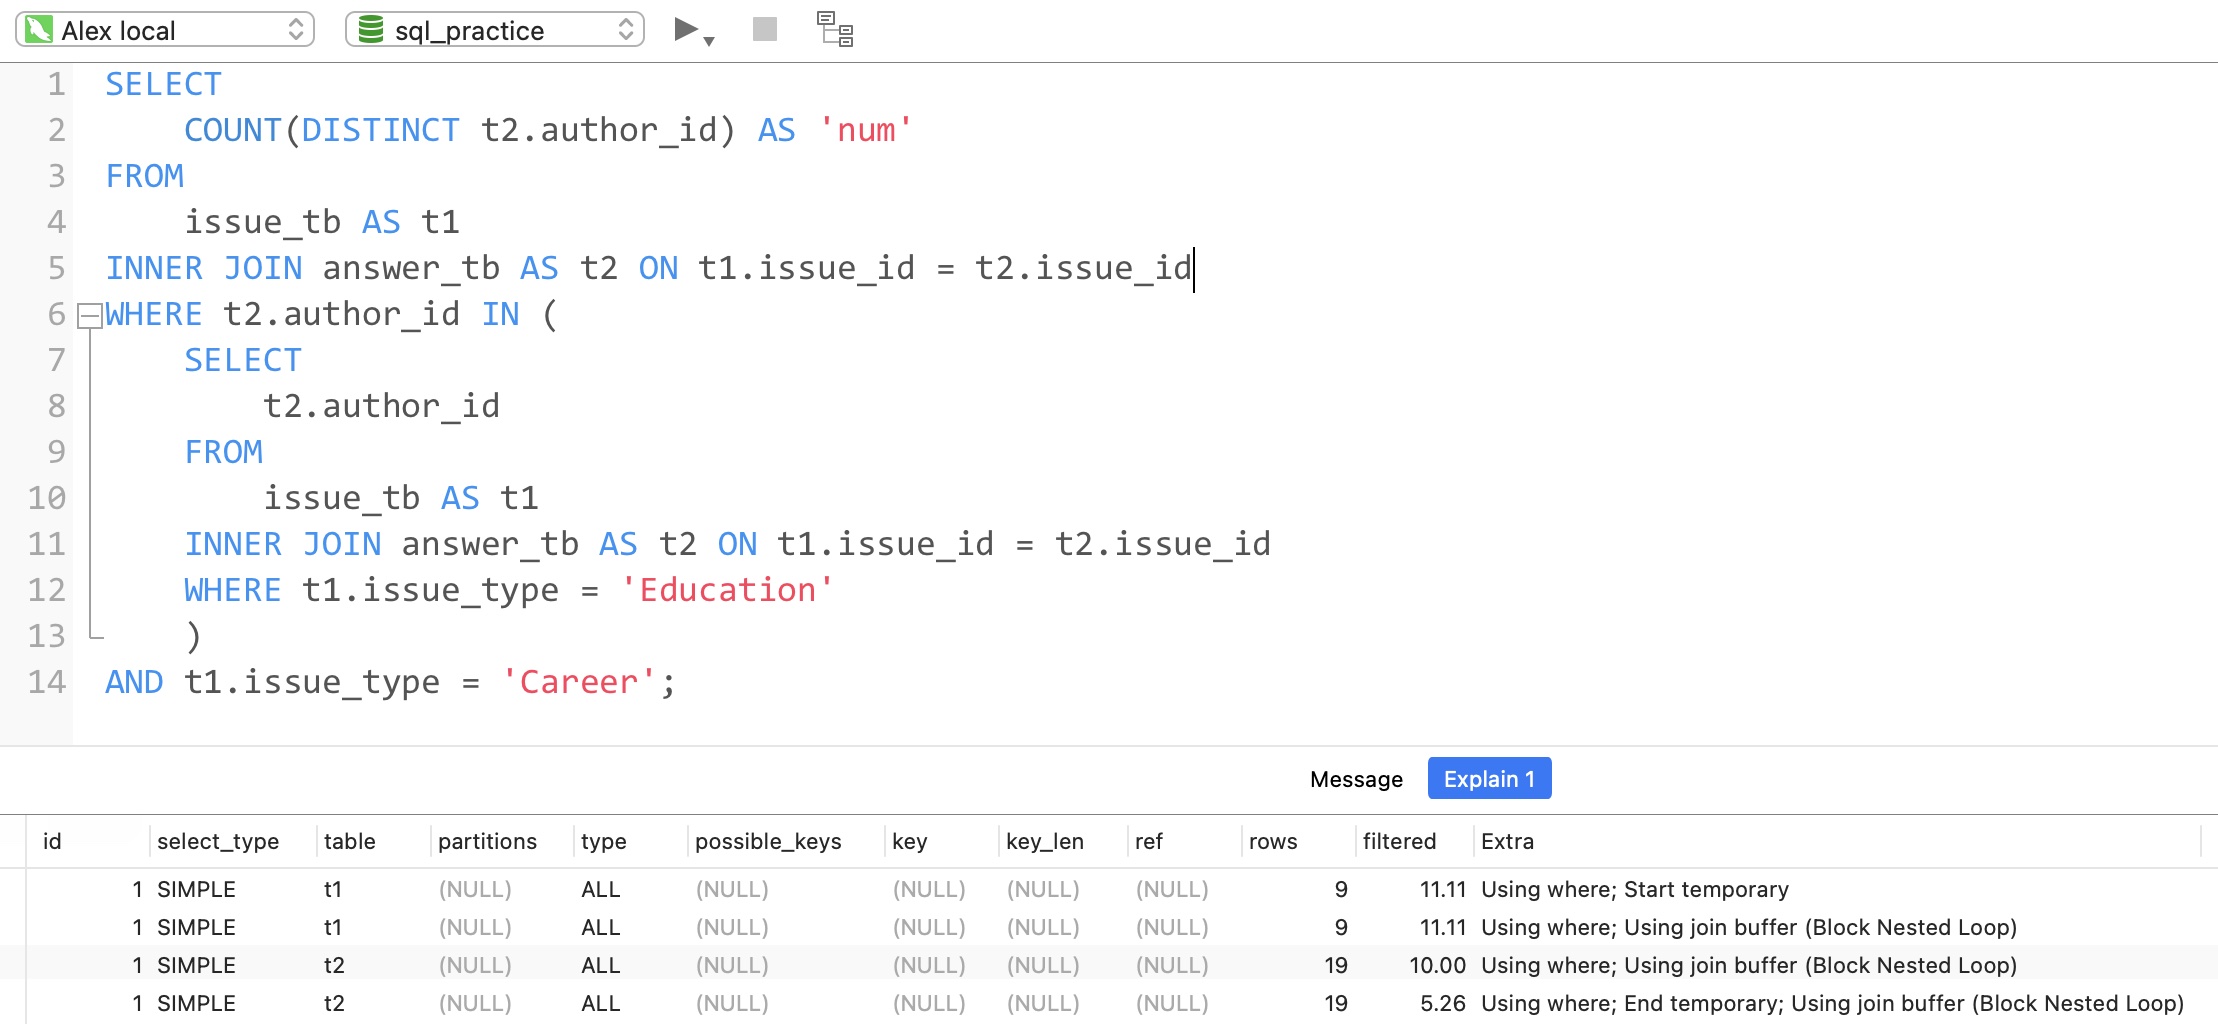 Alex local sql_practice
1 SELECT
2 COUNT(DISTINCT t2.author_id) AS 'num'
3 FROM
4 issue_tb AS t1
5 INNER JOIN answer_tb AS t2 ON t1.issue_id = t2.issue_id
6 WHERE t2.author_id IN (
7 SELECT
8 t2.author_id
9 FROM
10 issue_tb AS t1
11 INNER JOIN answer_tb AS t2 ON t1.issue_id = t2.issue_id
12 WHERE t1.issue_type = 'Education'
13 )
14 AND t1.issue_type = 'Career';
Message Explain 1
id select_type table partitions type possible_keys key key_len ref rows filtered Extra
1 SIMPLE t1 (NULL) ALL (NULL) (NULL) (NULL) (NULL) 9 11.11 Using where; Start temporary
1 SIMPLE t1 (NULL) ALL (NULL) (NULL) (NULL) (NULL) 9 11.11 Using where; Using join buffer (Block Nested Loop)
1 SIMPLE t2 (NULL) ALL (NULL) (NULL) (NULL) (NULL) 19 10.00 Using where; Using join buffer (Block Nested Loop)
1 SIMPLE t2 (NULL) ALL (NULL) (NULL) (NULL) (NULL) 19 5.26 Using where; End temporary; Using join buffer (Block Nested Loop)